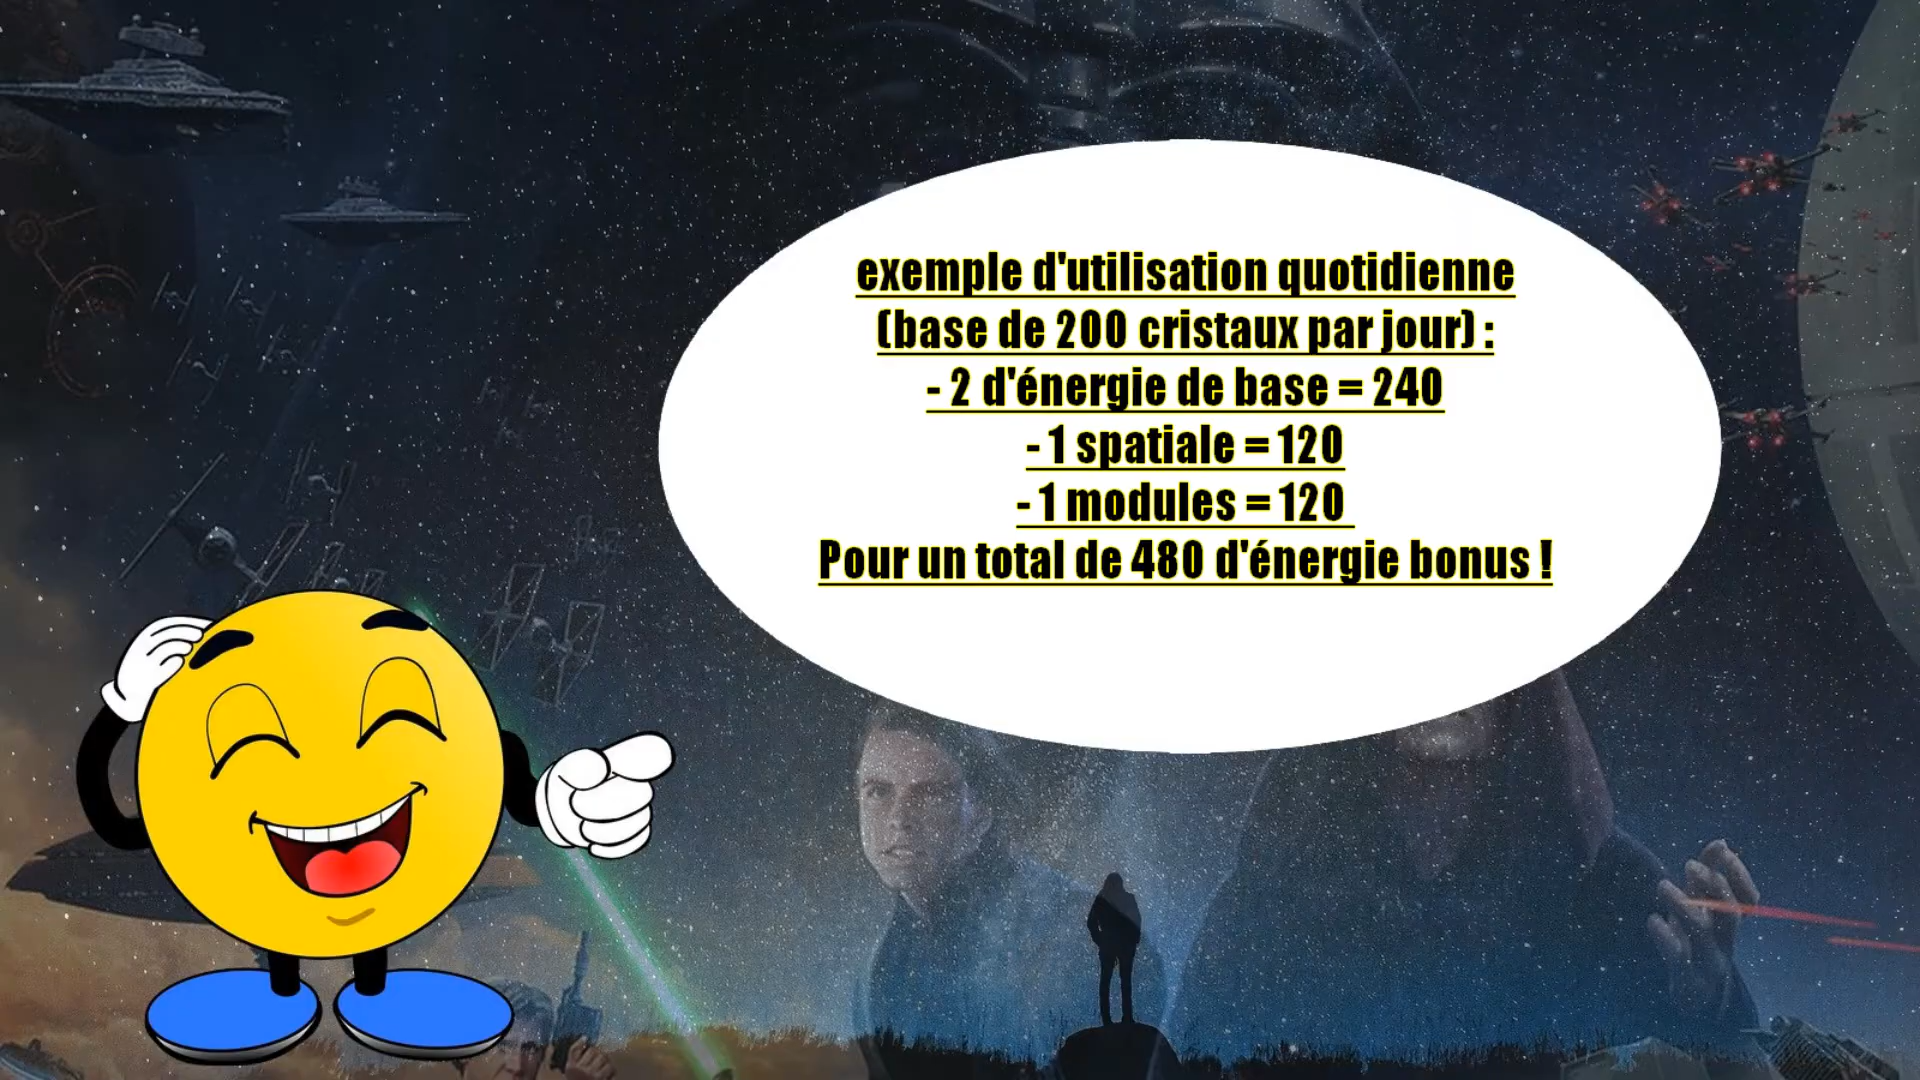 exemple d'utilisation quotidienne
(base de 200 cristaux par jour) :
- 2 d'énergie de base = 240
- 1 spatiale = 120
- 1 modules = 120
Pour un total de 480 d'énergie bonus !